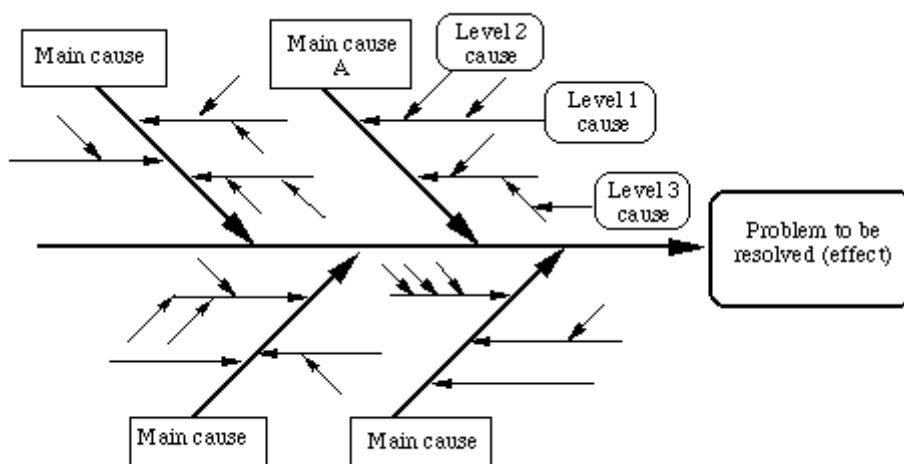 Main cause
Main cause
A
Level 2
cause
Level 1
cause
Level 3
cause
Problem to be
resolved (effect)
Main cause
Main cause